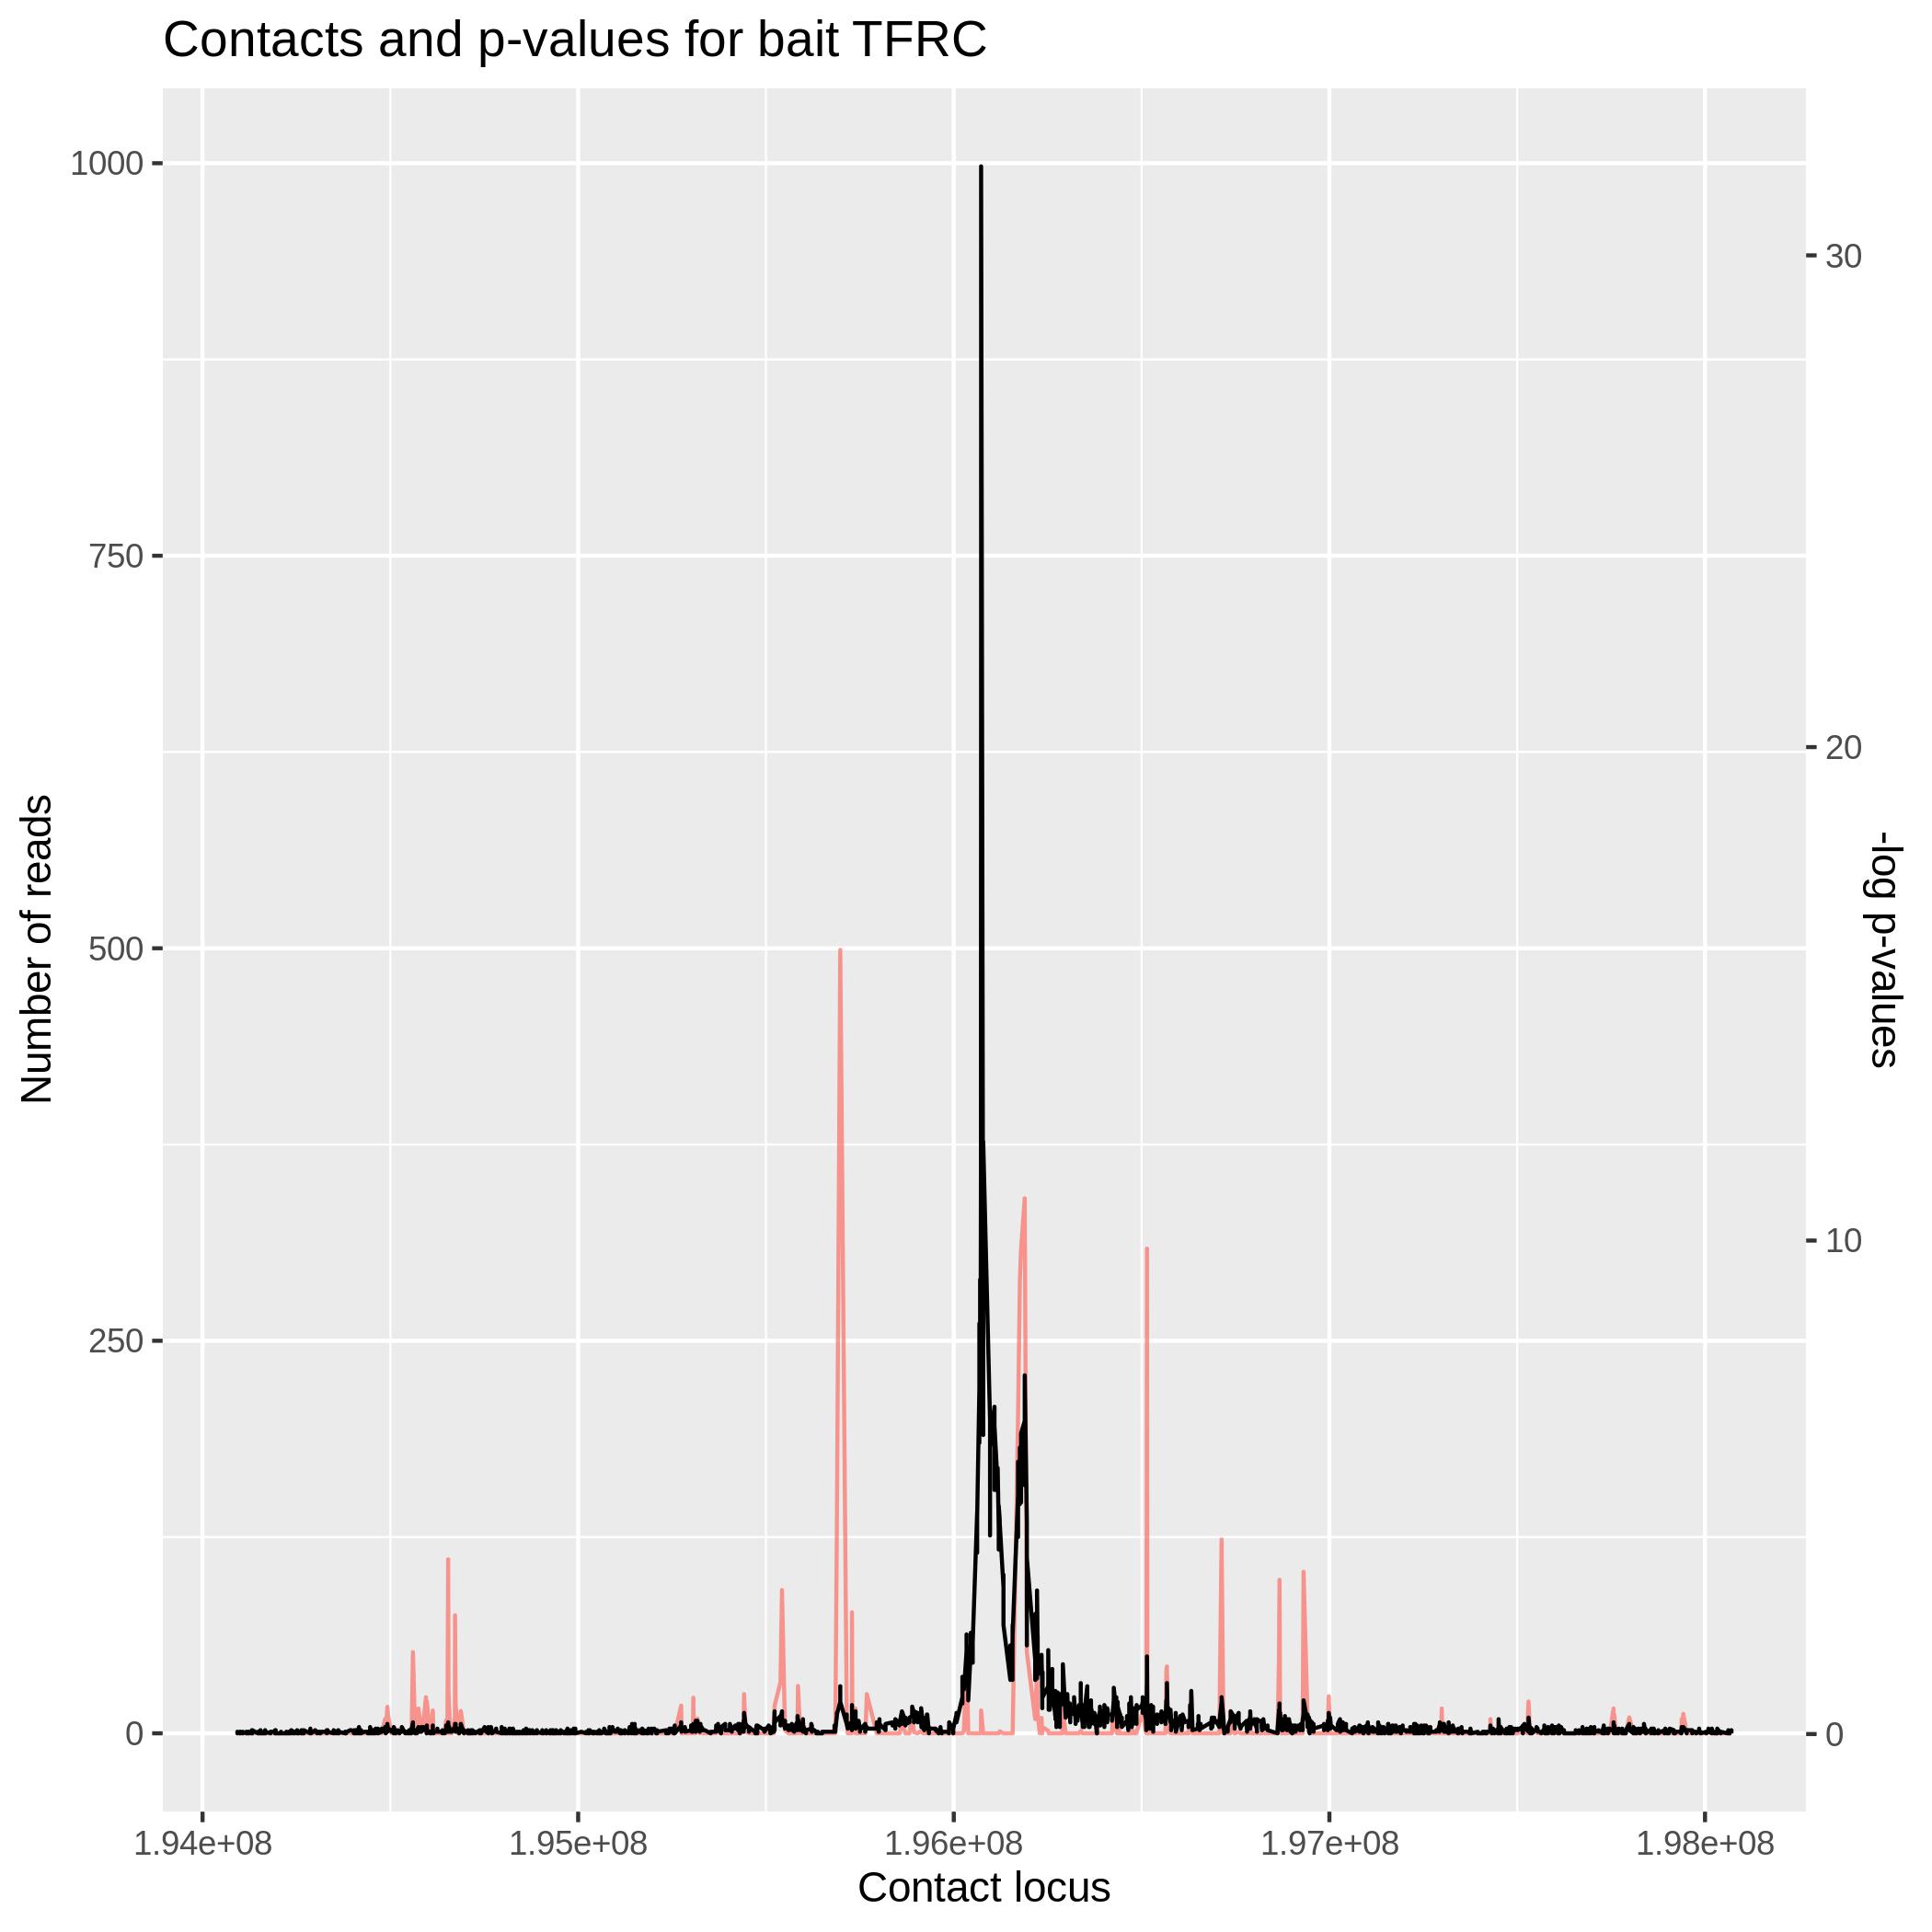 Contacts and p-values for bait TFRC
1000
750
500
250
0
Number of reads
30
20
10
0
-log p-values
1.94e+08 1.95e+08 1.96e+08 1.97e+08 1.98e+08
Contact locus